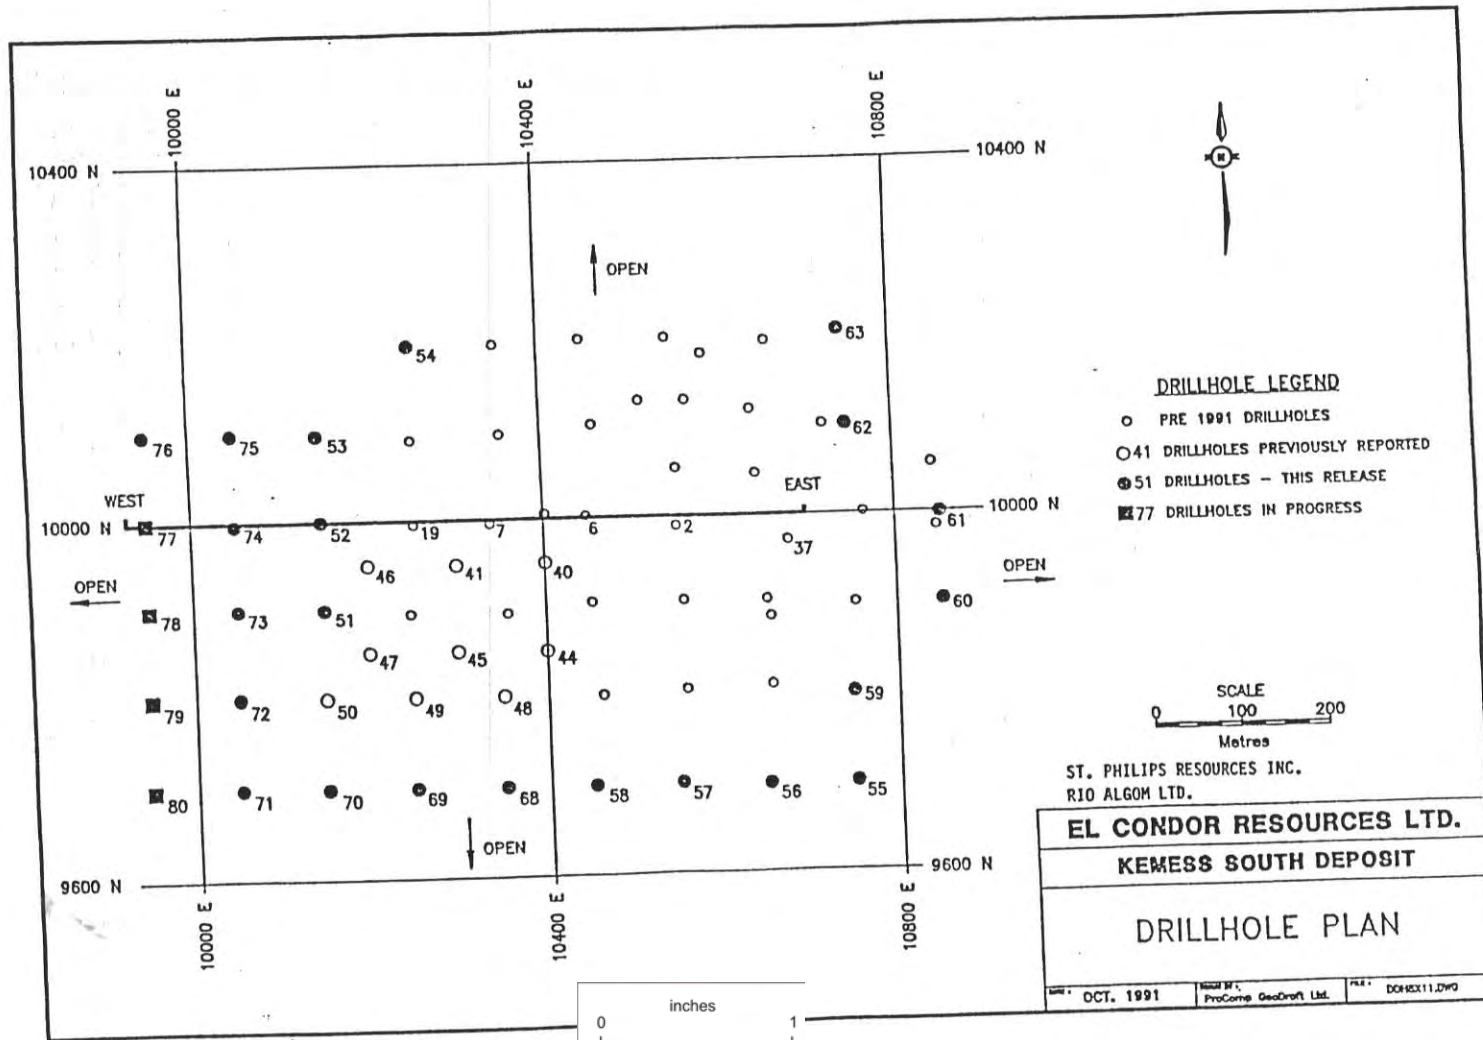 10000 E
10400 E
10800 E
10400 N
10400 N
OPEN
63
54
DRILLHOLE LEGEND
PRE 1991 DRILLHOLES
62
76
75
53
41 DRILLHOLES PREVIOUSLY REPORTED
51 DRILLHOLES - THIS RELEASE
WEST
EAST
10000 N
77 DRILLHOLES IN PROGRESS
10000 N
77
74
52
19
7
6
2
61
37
46
41
40
OPEN
OPEN
60
78
73
51
47
45
44
59
SCALE
0 100 200
Metres
79
72
50
49
48
ST. PHILIPS RESOURCES INC.
RIO ALGOM LTD.
80
71
70
69
68
58
57
56
55
EL CONDOR RESOURCES LTD.
OPEN
KEMESS SOUTH DEPOSIT
9600 N
9600 N
10000 E
10400 E
10800 E
DRILLHOLE PLAN
OCT. 1991
ProComp GeoDraft Ltd.
inches
0 1